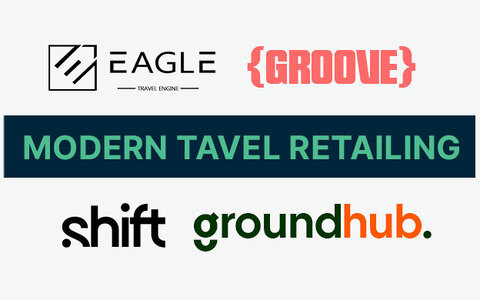 EAGLE
TRAVEL ENGINE
{GROOVE}
MODERN TAVEL RETAILING
shift
groundhub.